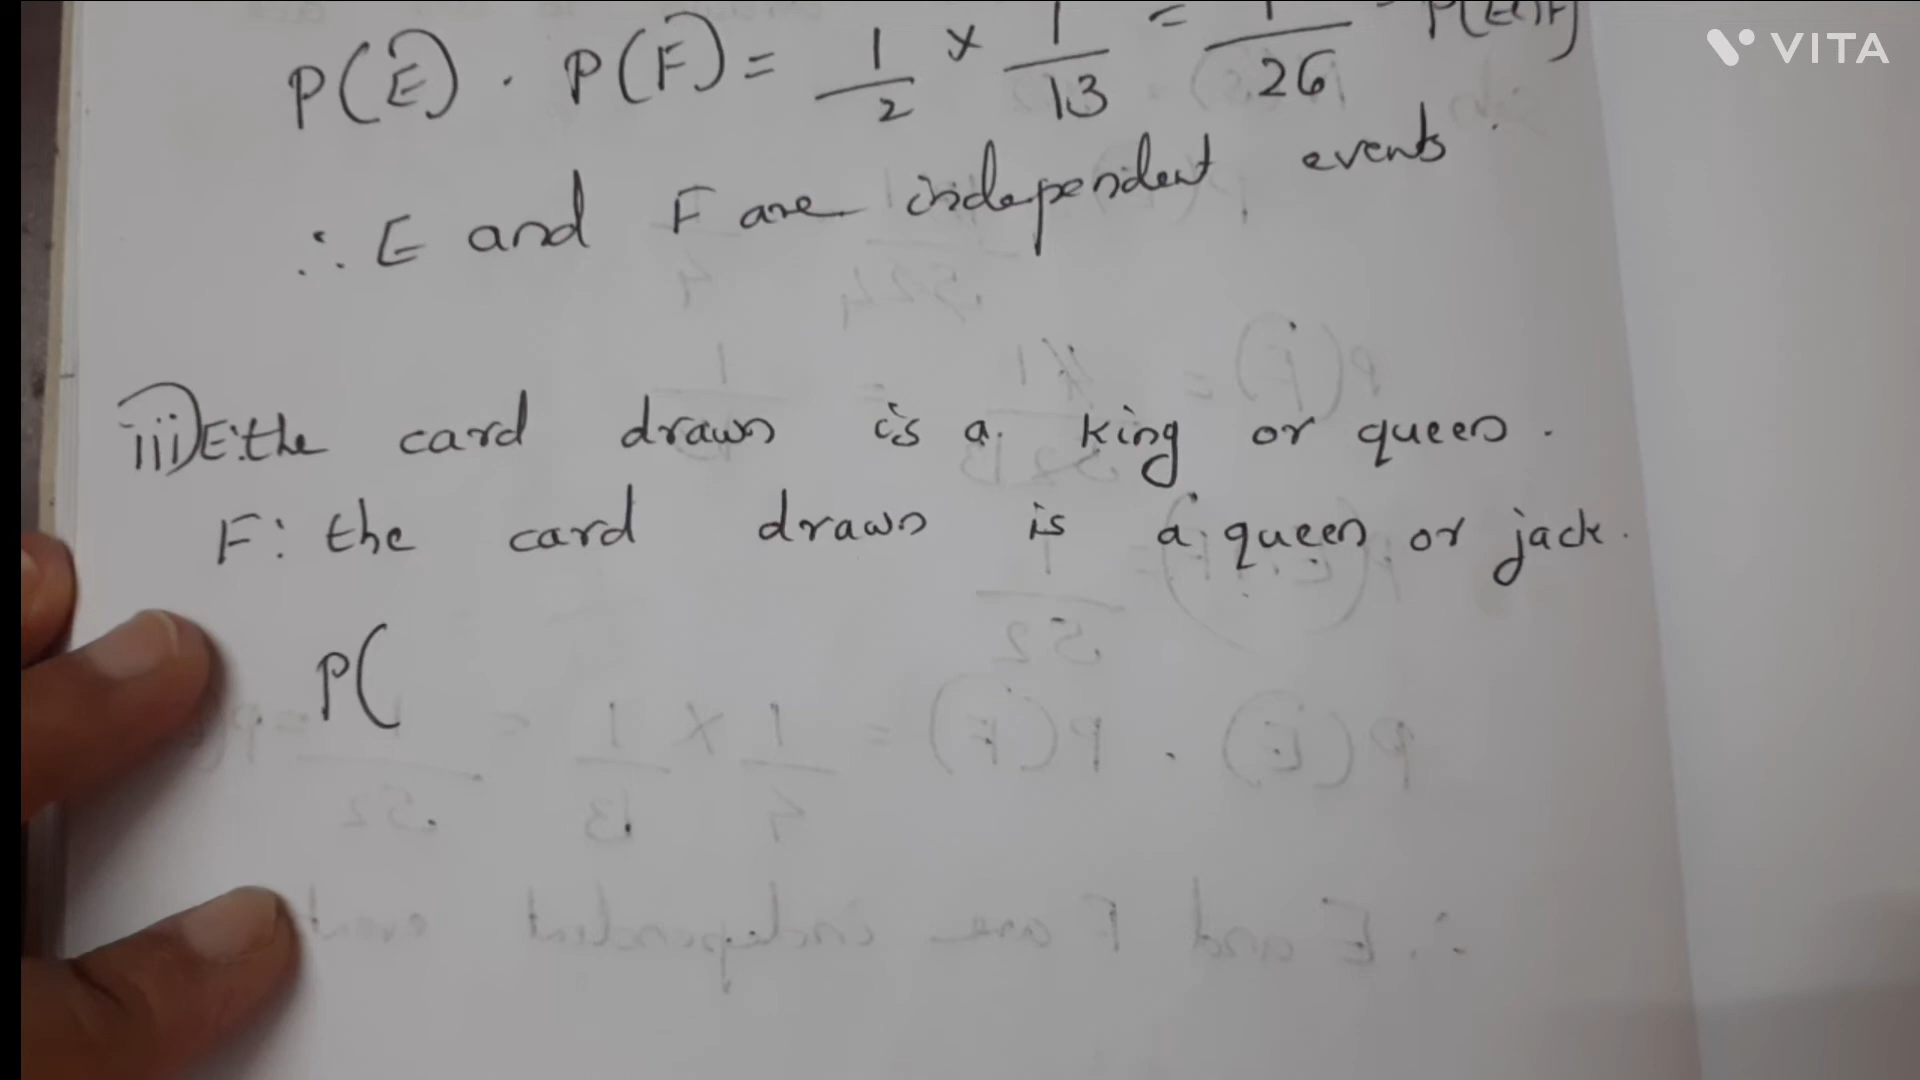 P(E) . P(F) = 1/2 × 1/13 = 1/26 = P(E∩F)
VITA
∴ E and F are independent events.
iii) E: the card drawn is a king or queen.
F: the card drawn is a queen or jack.
P(